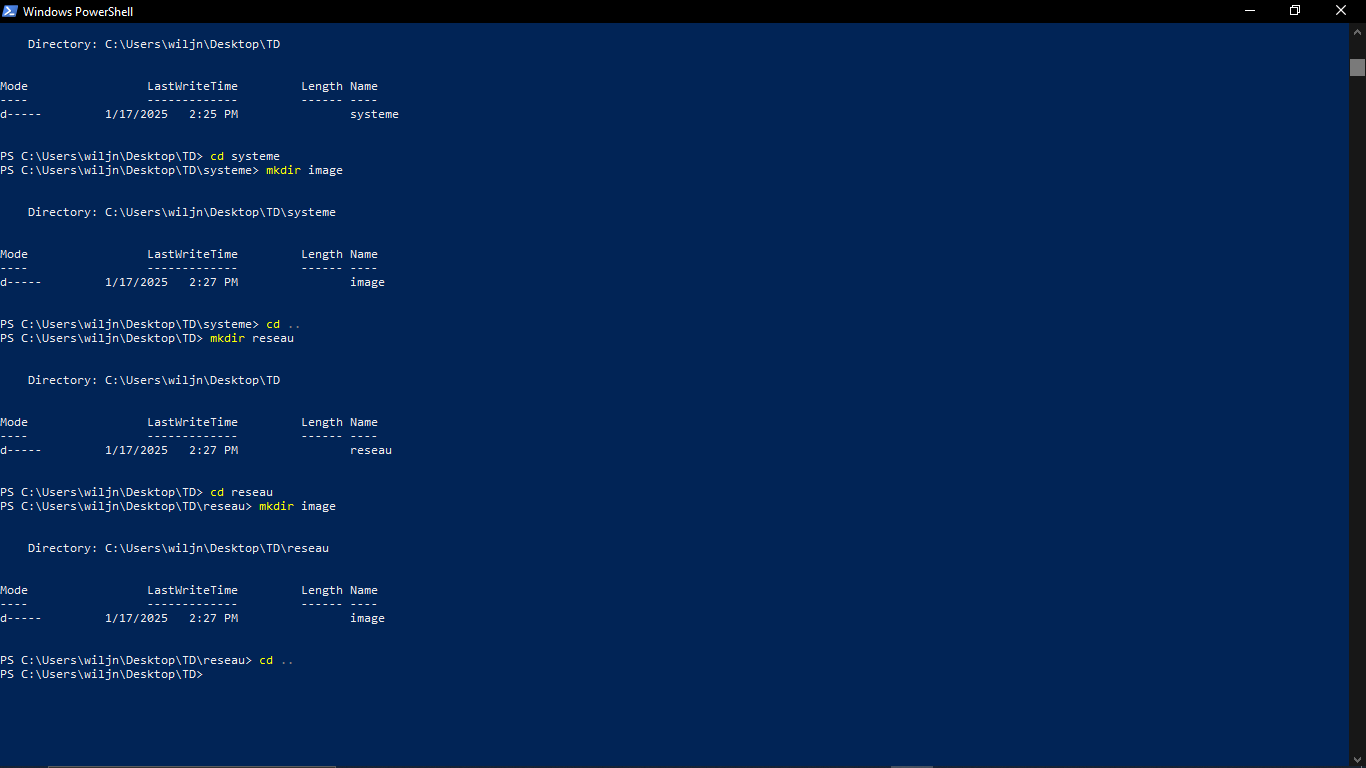 Windows PowerShell
    Directory: C:\Users\wiljn\Desktop\TD
Mode                 LastWriteTime         Length Name
----                 -------------         ------ ----
d-----         1/17/2025   2:25 PM                systeme
PS C:\Users\wiljn\Desktop\TD> cd systeme
PS C:\Users\wiljn\Desktop\TD\systeme> mkdir image
    Directory: C:\Users\wiljn\Desktop\TD\systeme
Mode                 LastWriteTime         Length Name
----                 -------------         ------ ----
d-----         1/17/2025   2:27 PM                image
PS C:\Users\wiljn\Desktop\TD\systeme> cd ..
PS C:\Users\wiljn\Desktop\TD> mkdir reseau
    Directory: C:\Users\wiljn\Desktop\TD
Mode                 LastWriteTime         Length Name
----                 -------------         ------ ----
d-----         1/17/2025   2:27 PM                reseau
PS C:\Users\wiljn\Desktop\TD> cd reseau
PS C:\Users\wiljn\Desktop\TD\reseau> mkdir image
    Directory: C:\Users\wiljn\Desktop\TD\reseau
Mode                 LastWriteTime         Length Name
----                 -------------         ------ ----
d-----         1/17/2025   2:27 PM                image
PS C:\Users\wiljn\Desktop\TD\reseau> cd ..
PS C:\Users\wiljn\Desktop\TD>